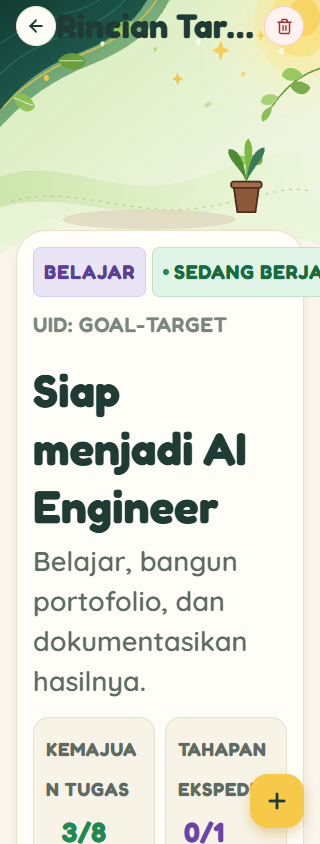 Rincian Tar...
BELAJAR
• SEDANG BERJA
UID: GOAL-TARGET
Siap
menjadi AI
Engineer
Belajar, bangun
portofolio, dan
dokumentasikan
hasilnya.
KEMAJUA
N TUGAS
3/8
TAHAPAN
EKSPEDI
0/1